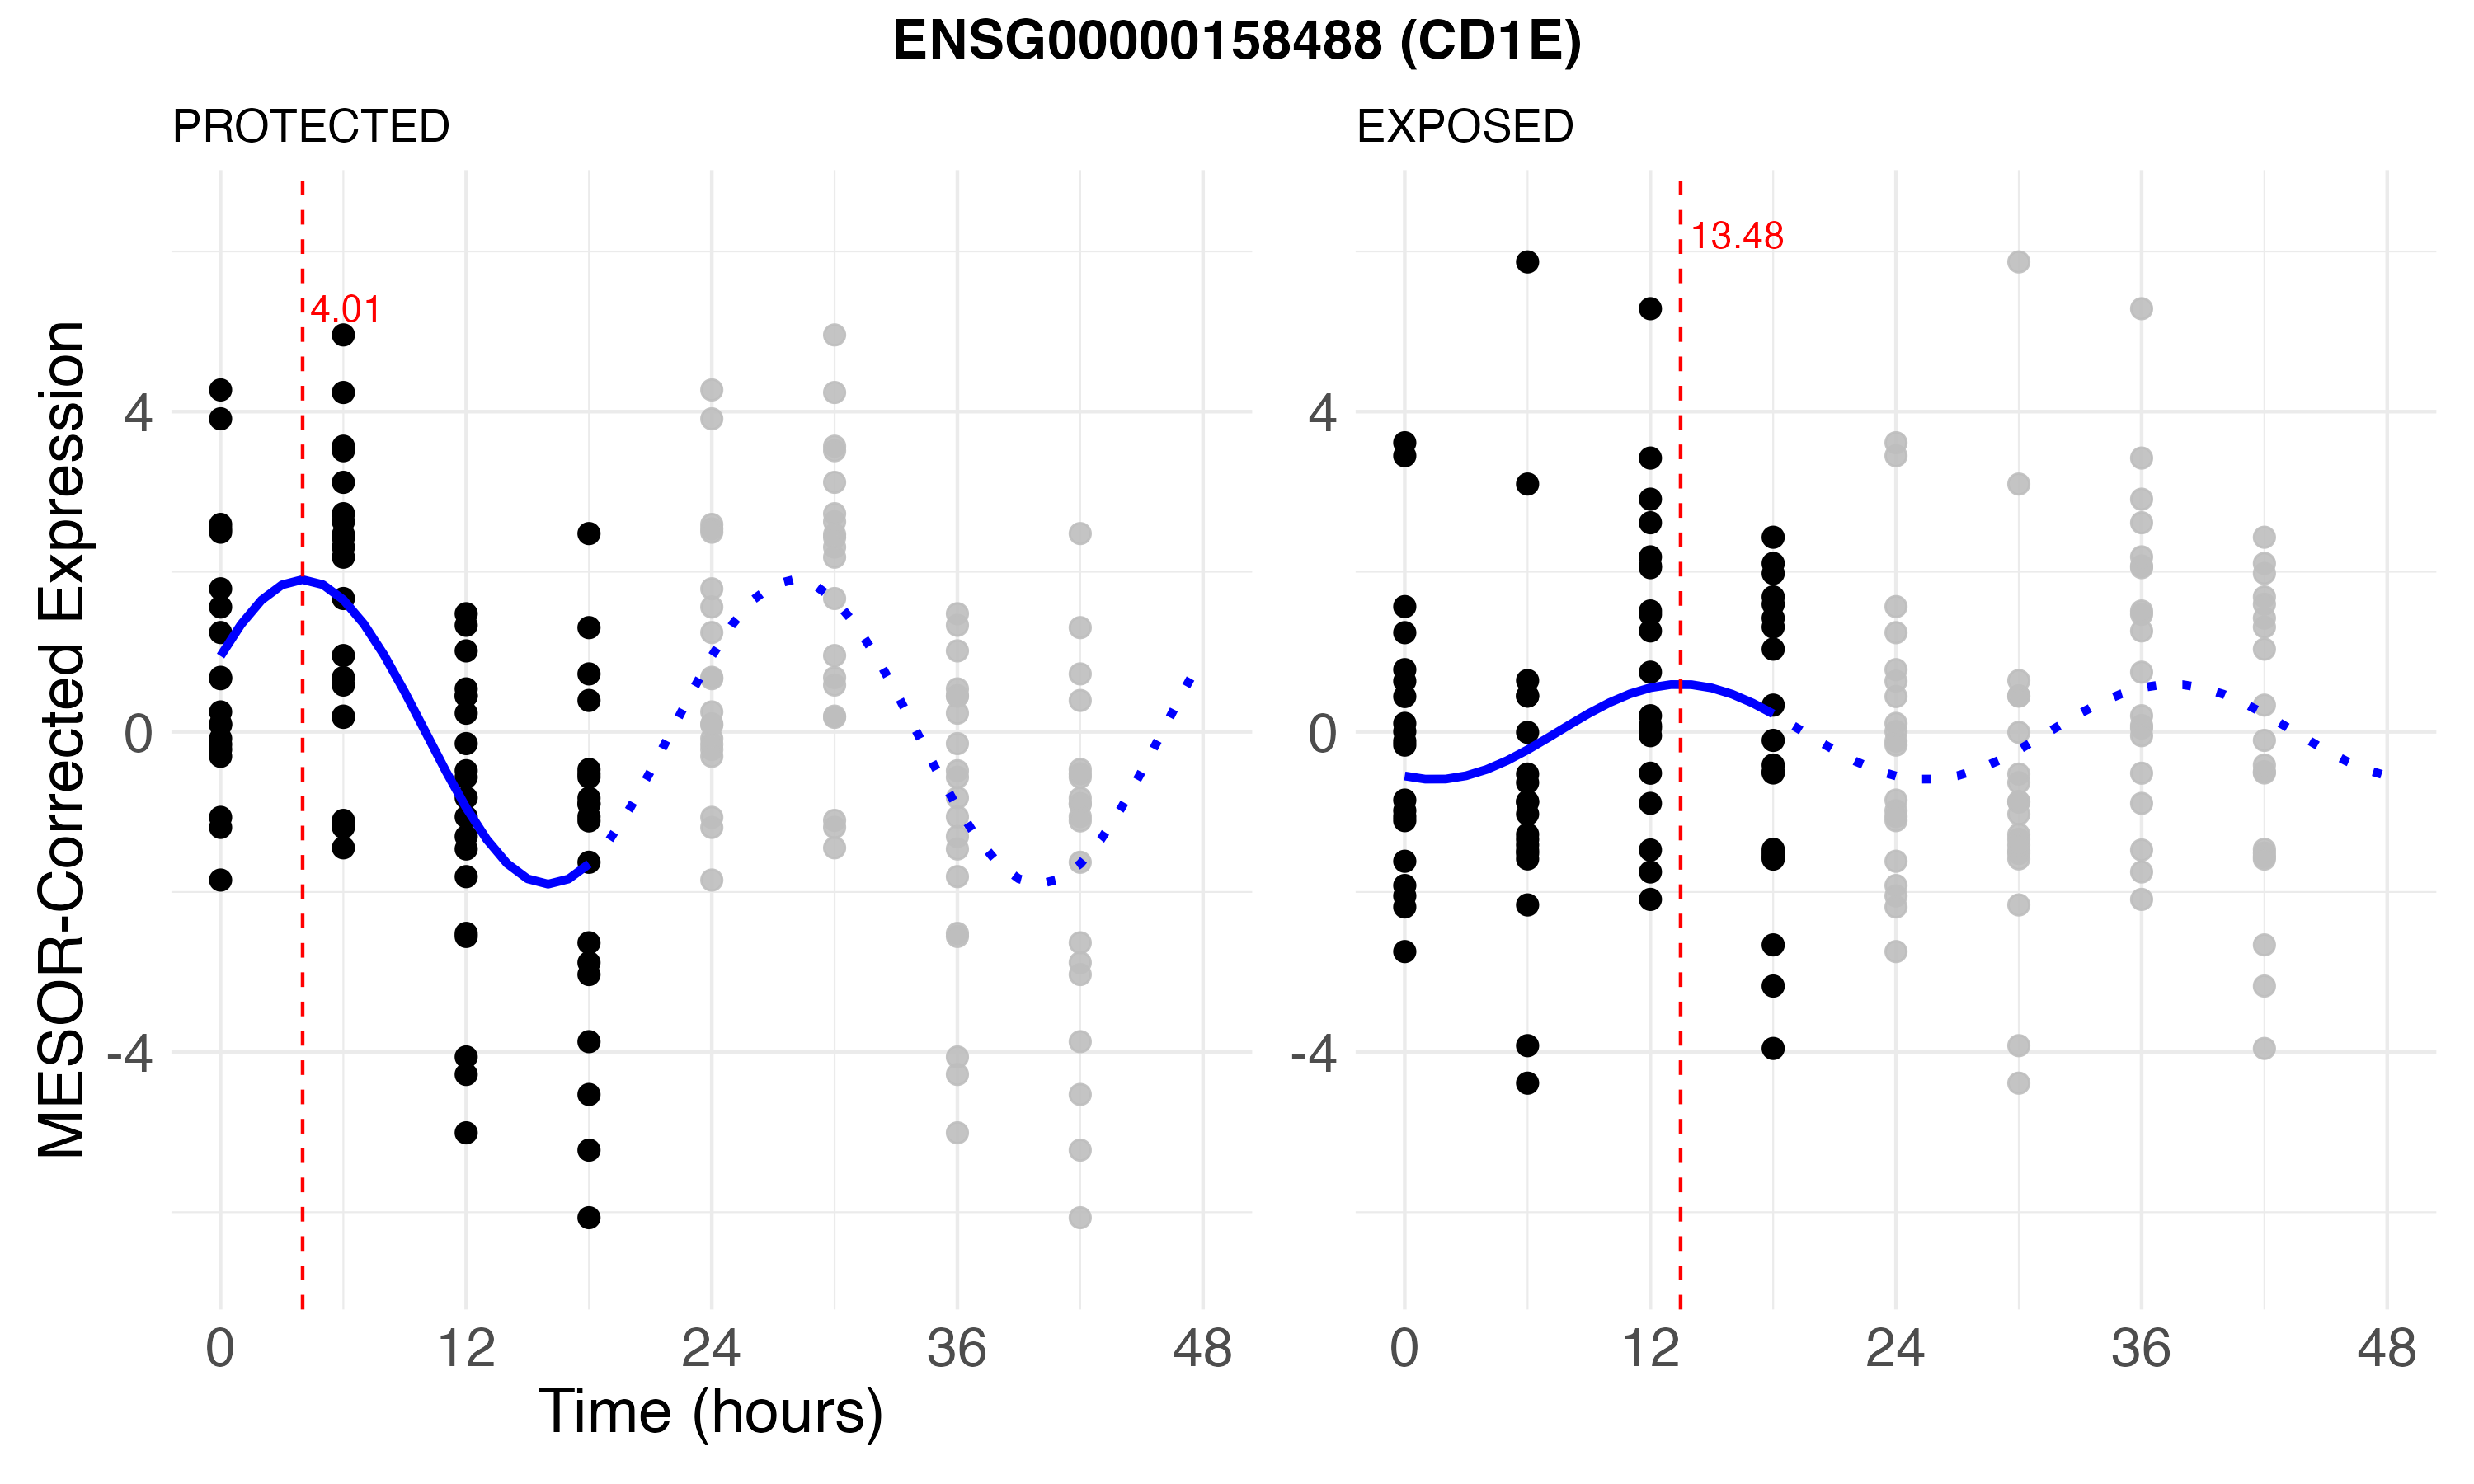 ENSG00000158488 (CD1E)
PROTECTED
EXPOSED
MESOR-Corrected Expression
4
0
-4
4.01
0 12 24 36 48
4
0
-4
13.48
0 12 24 36 48
Time (hours)